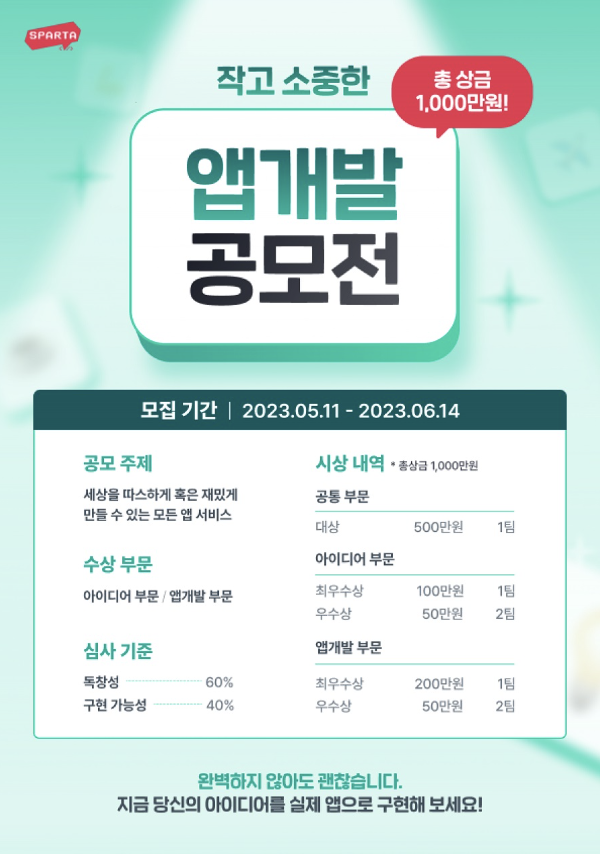 SPARTA
작고 소중한
총 상금
1,000만원!
앱개발
공모전
모집 기간 | 2023.05.11 - 2023.06.14
공모 주제
세상을 따스하게 혹은 재밌게
만들 수 있는 모든 앱 서비스
수상 부문
아이디어 부문 / 앱개발 부문
심사 기준
독창성 60%
구현 가능성 40%
시상 내역 * 총상금 1,000만원
공통 부문
대상 500만원 1팀
아이디어 부문
최우수상 100만원 1팀
우수상 50만원 2팀
앱개발 부문
최우수상 200만원 1팀
우수상 50만원 2팀
완벽하지 않아도 괜찮습니다.
지금 당신의 아이디어를 실제 앱으로 구현해 보세요!